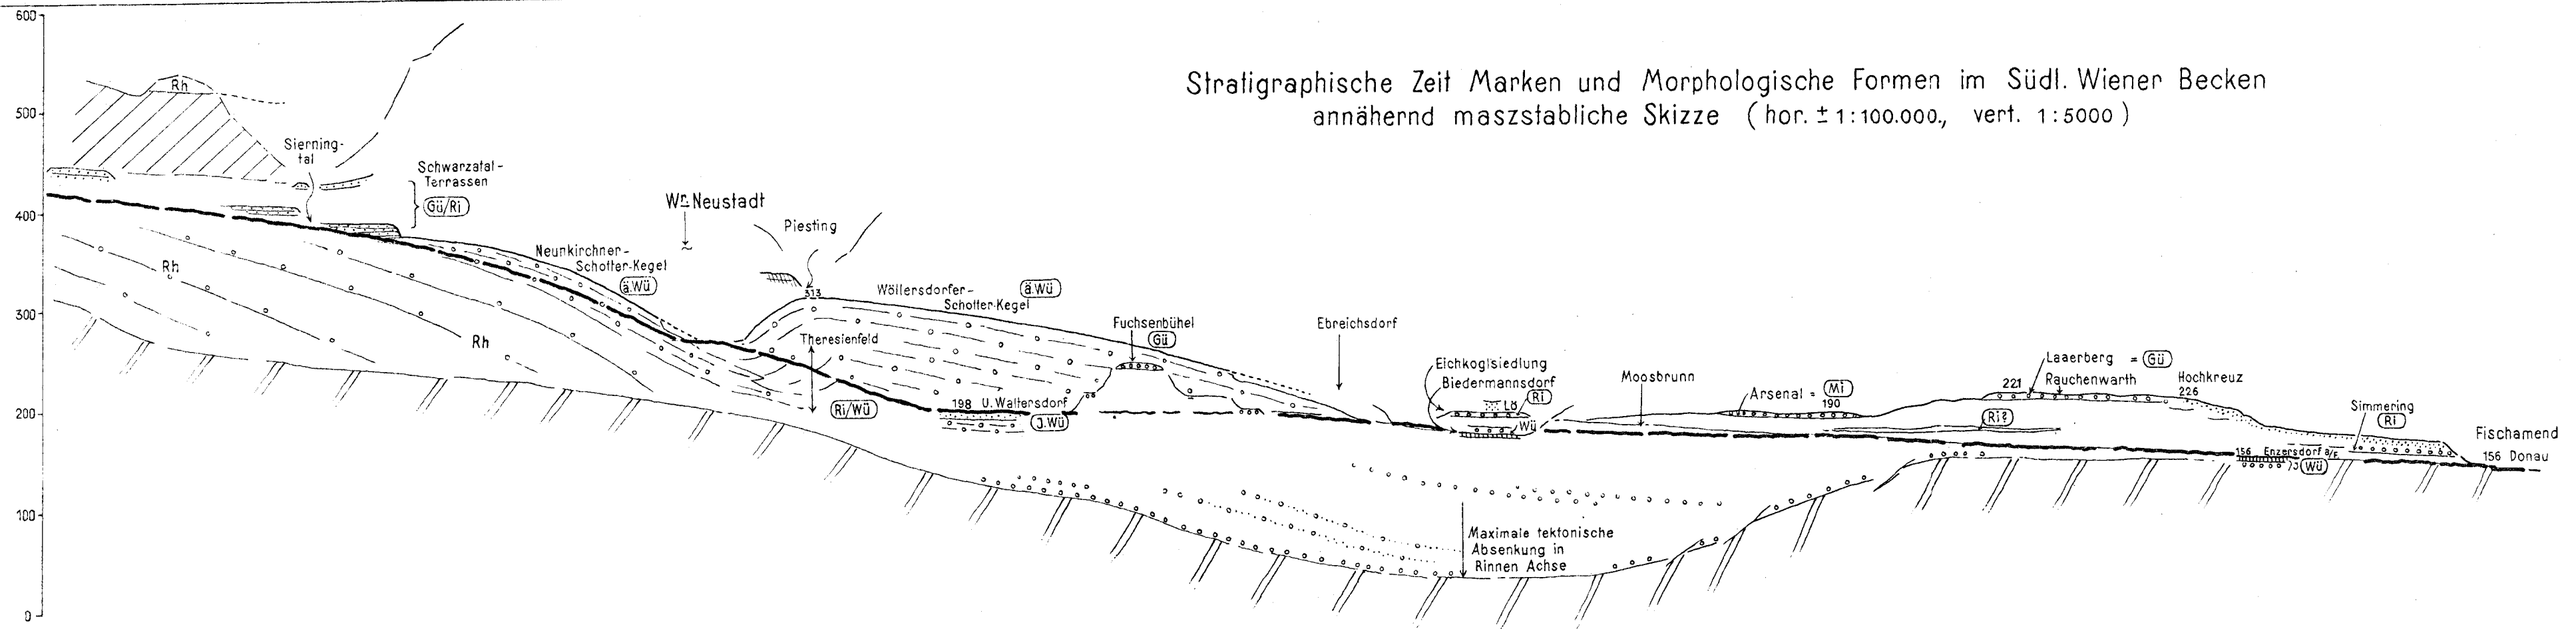 Stratigraphische Zeit Marken und Morphologische Formen im Südl. Wiener Becken
annähernd maszstabliche Skizze (hor. ± 1:100.000., vert. 1:5000)
600
500
400
300
200
100
0
Rh
Sierning-
tal
Schwarzatal-
Terrassen
Gü/Ri
Rh
Rh
Neunkirchner-
Schotter-Kegel
ä.Wü
Wr. Neustadt
Piesting
313
Wöllersdorfer-
Schotter-Kegel
ä.Wü
Theresienfeld
Ri/Wü
198 U. Waltersdorf
J.Wü
Fuchsenbühel
Gü
Ebreichsdorf
Eichkoglsiedlung
Biedermannsdorf
Ri
Lö
Wü
Moosbrunn
Arsenal = Mi
190
Maximale tektonische
Absenkung in
Rinnen Achse
Laaerberg = Gü
221
Rauchenwarth
Hochkreuz
226
Ri?
Simmering
Ri
156 Enzersdorf a/F
J Wü
Fischamend
156 Donau